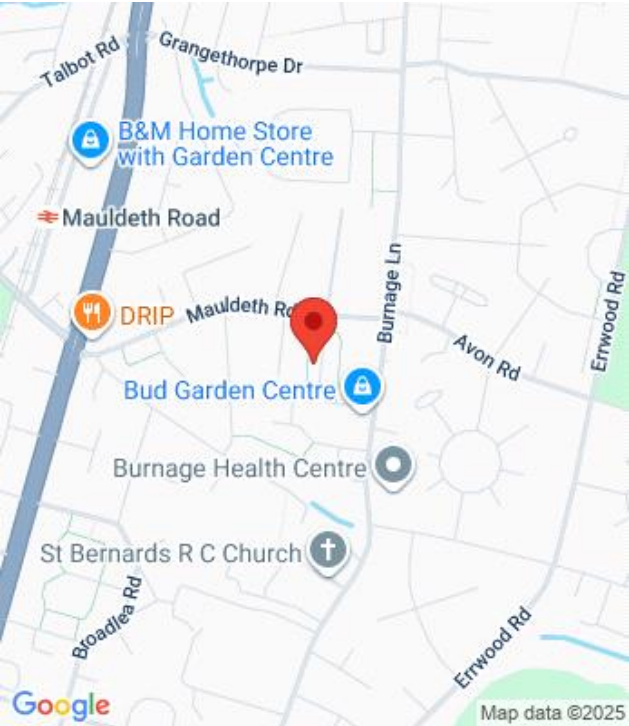 Talbot Rd
Grangethorpe Dr
B&M Home Store
with Garden Centre
Mauldeth Road
Burnage Ln
Errwood Rd
DRIP
Mauldeth Rd
Avon Rd
Bud Garden Centre
Burnage Health Centre
St Bernards R C Church
Broadlea Rd
Errwood Rd
Google
Map data ©2025